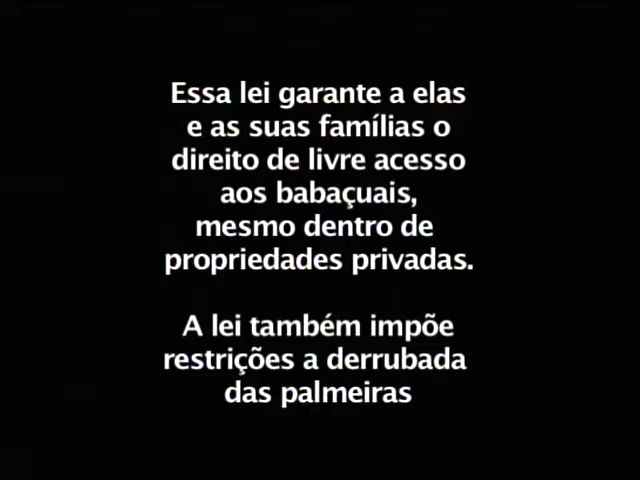 Essa lei garante a elas
e as suas famílias o
direito de livre acesso
aos babaçuais,
mesmo dentro de
propriedades privadas.
A lei também impõe
restrições a derrubada
das palmeiras